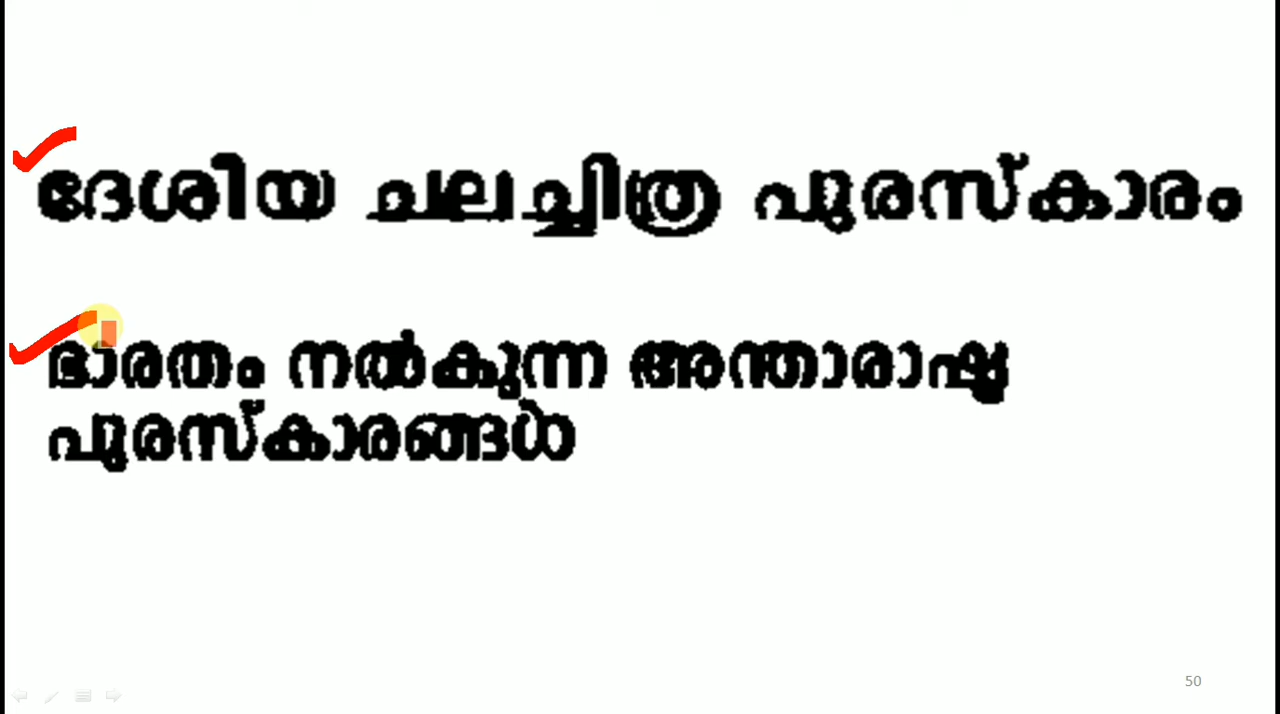 ദേശീയ ചലച്ചിത്ര പുരസ്കാരം
ഭാരതം നൽകുന്ന അന്താരാഷ്ട്ര
പുരസ്കാരങ്ങൾ
50